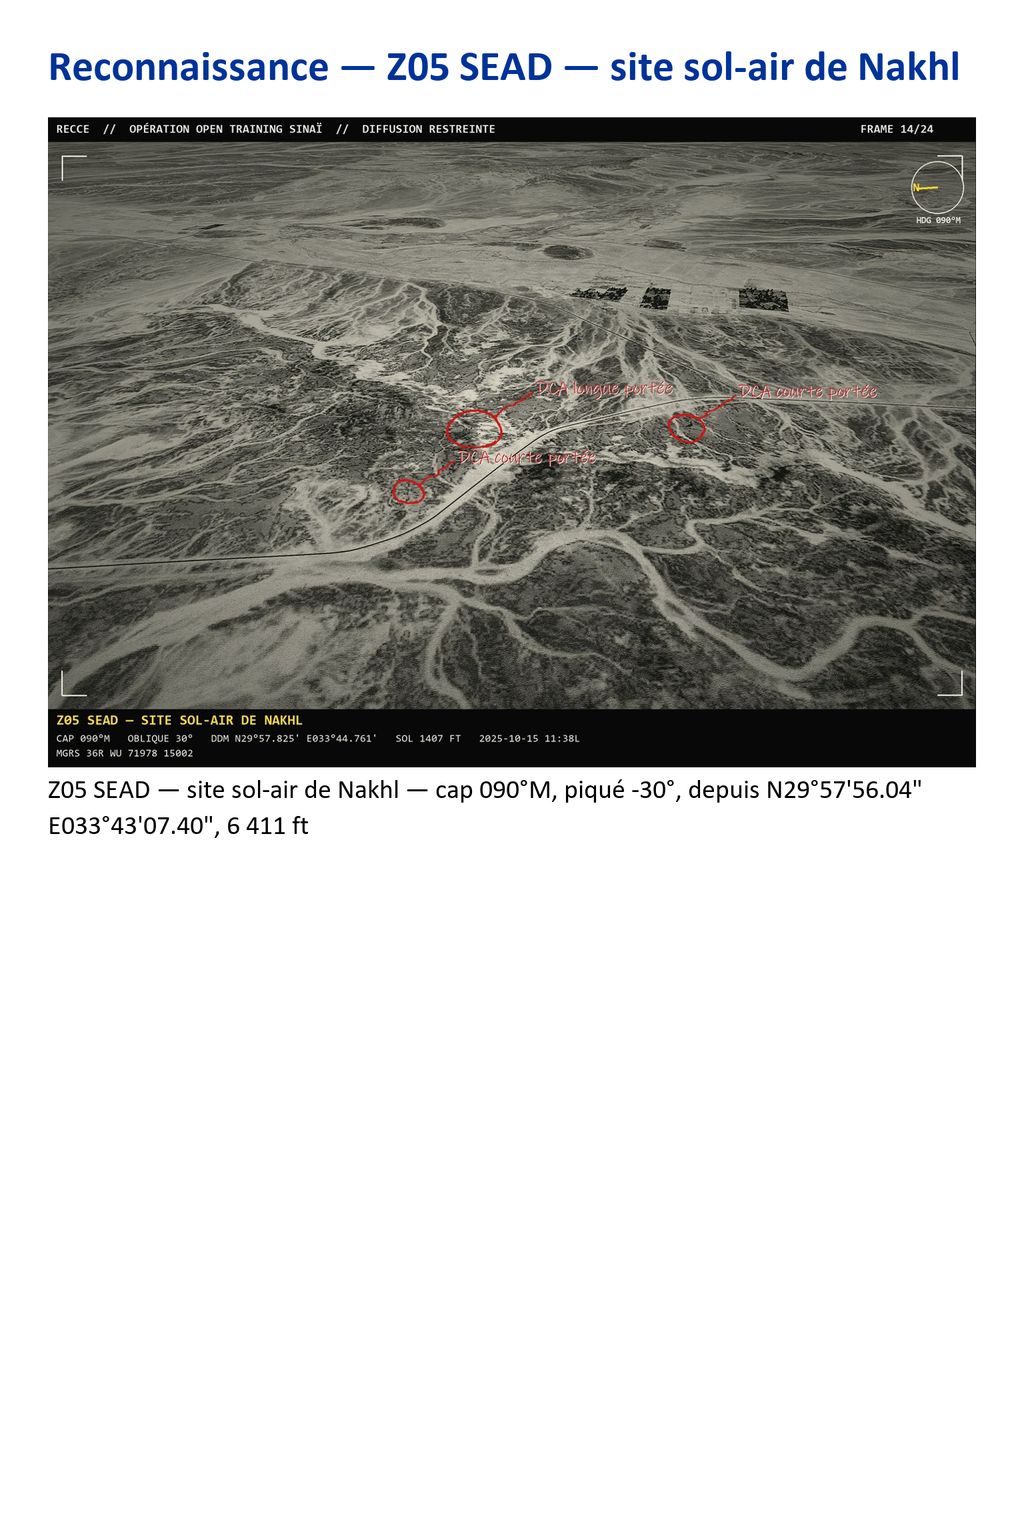 Reconnaissance — Z05 SEAD — site sol-air de Nakhl
RECCE // OPÉRATION OPEN TRAINING SINAÏ // DIFFUSION RESTREINTE FRAME 14/24
N
HDG 090°M
DCA longue portée
DCA courte portée
DCA courte portée
Z05 SEAD — SITE SOL-AIR DE NAKHL
CAP 090°M OBLIQUE 30° DDM N29°57.825' E033°44.761' SOL 1407 FT 2025-10-15 11:38L
MGRS 36R WU 71978 15002
Z05 SEAD — site sol-air de Nakhl — cap 090°M, piqué -30°, depuis N29°57'56.04"
E033°43'07.40", 6 411 ft